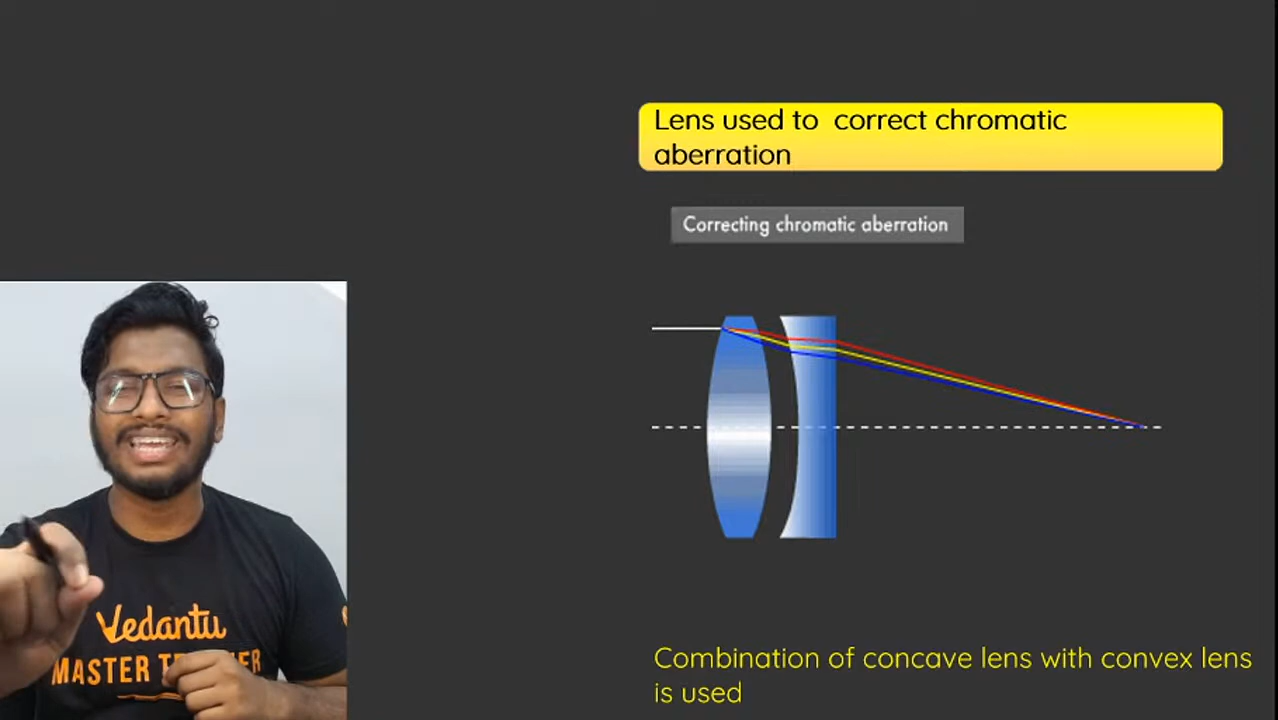 Lens used to correct chromatic
aberration
Correcting chromatic aberration
Vedantu
MASTER
Combination of concave lens with convex lens
is used